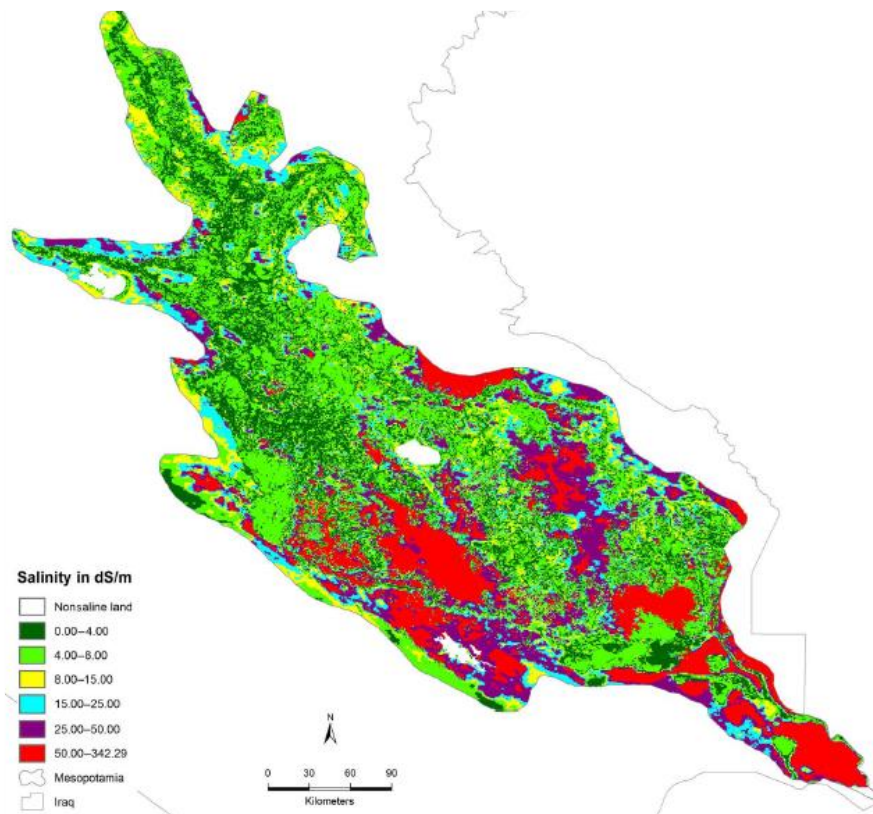 Salinity in dS/m
Nonsaline land
0.00–4.00
4.00–8.00
8.00–15.00
15.00–25.00
25.00–50.00
50.00–342.29
Mesopotamia
Iraq
N
0 30 60 90
Kilometers